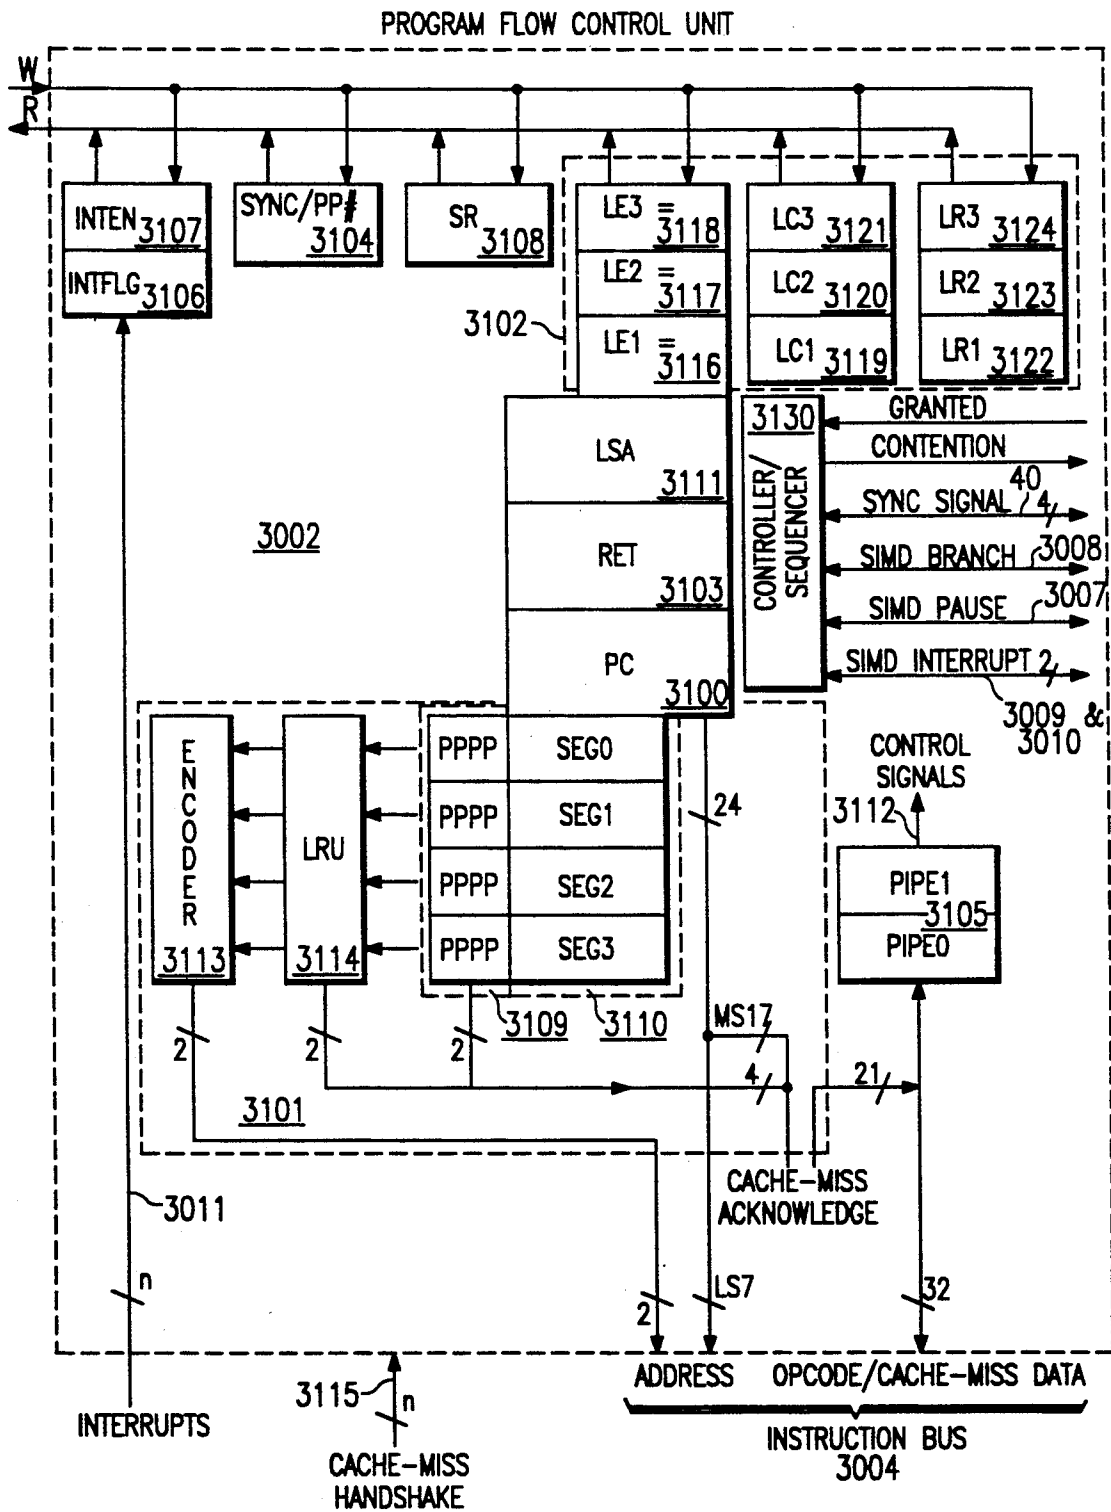 PROGRAM FLOW CONTROL UNIT
W
R
INTEN 3107
INTFLG 3106
SYNC/PP#
3104
SR 3108
LE3 = 3118
LE2 = 3117
LE1 = 3116
LC3 3121
LC2 3120
LC1 3119
LR3 3124
LR2 3123
LR1 3122
3102
LSA
3111
RET
3103
PC
3100
3002
3130
CONTROLLER/
SEQUENCER
GRANTED
CONTENTION
40
SYNC SIGNAL 4
SIMD BRANCH 3008
3007
SIMD PAUSE
SIMD INTERRUPT 2
3009 &
3010
ENCODER
3113
LRU
3114
PPPP SEG0
PPPP SEG1
PPPP SEG2
PPPP SEG3
3109 3110
24
CONTROL
SIGNALS
3112
PIPE1
3105
PIPE0
2
2
2
MS17
4
21
3101
CACHE-MISS
ACKNOWLEDGE
3011
n
2
LS7
32
3115
n
INTERRUPTS
CACHE-MISS
HANDSHAKE
ADDRESS OPCODE/CACHE-MISS DATA
INSTRUCTION BUS
3004